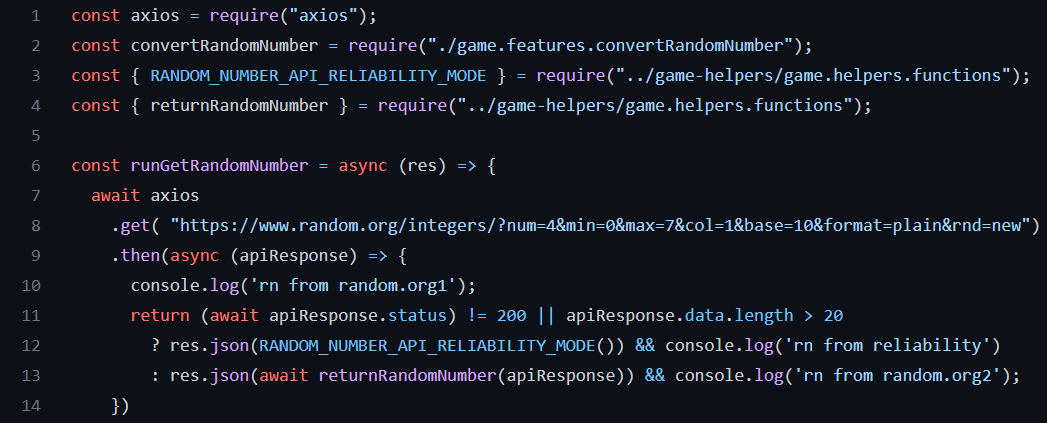 1 const axios = require("axios");
2 const convertRandomNumber = require("./game.features.convertRandomNumber");
3 const { RANDOM_NUMBER_API_RELIABILITY_MODE } = require("../game-helpers/game.helpers.functions");
4 const { returnRandomNumber } = require("../game-helpers/game.helpers.functions");
5
6 const runGetRandomNumber = async (res) => {
7   await axios
8     .get( "https://www.random.org/integers/?num=4&min=0&max=7&col=1&base=10&format=plain&rnd=new")
9     .then(async (apiResponse) => {
10       console.log('rn from random.org1');
11       return (await apiResponse.status) != 200 || apiResponse.data.length > 20
12         ? res.json(RANDOM_NUMBER_API_RELIABILITY_MODE()) && console.log('rn from reliability')
13         : res.json(await returnRandomNumber(apiResponse)) && console.log('rn from random.org2');
14     })